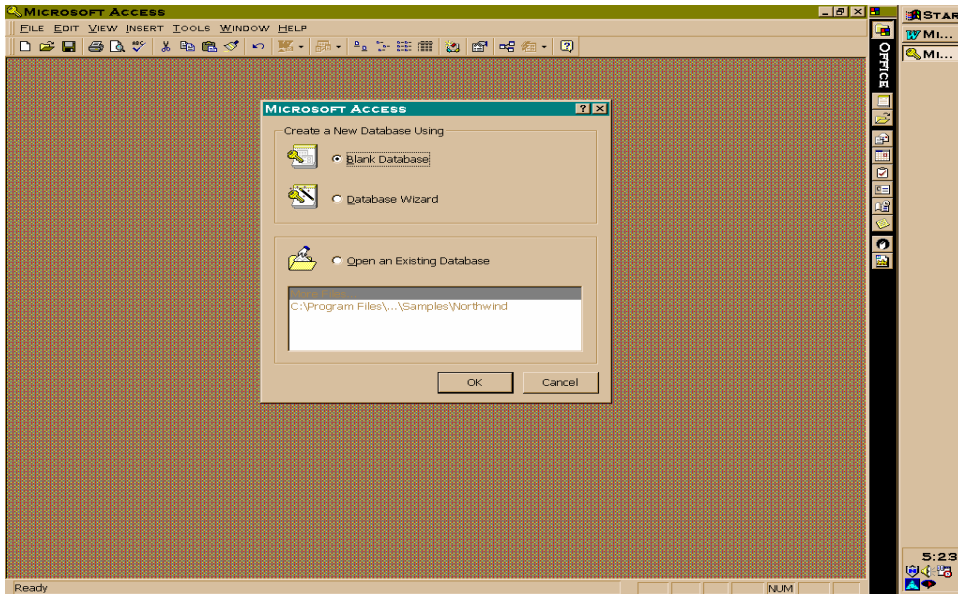 MICROSOFT ACCESS
FILE EDIT VIEW INSERT TOOLS WINDOW HELP
MICROSOFT ACCESS
Create a New Database Using
Blank Database
Database Wizard
Open an Existing Database
C:\Program Files\...\Samples\Northwind
OK Cancel
Ready
NUM
OFFICE
STAR
MI...
MI...
5:23